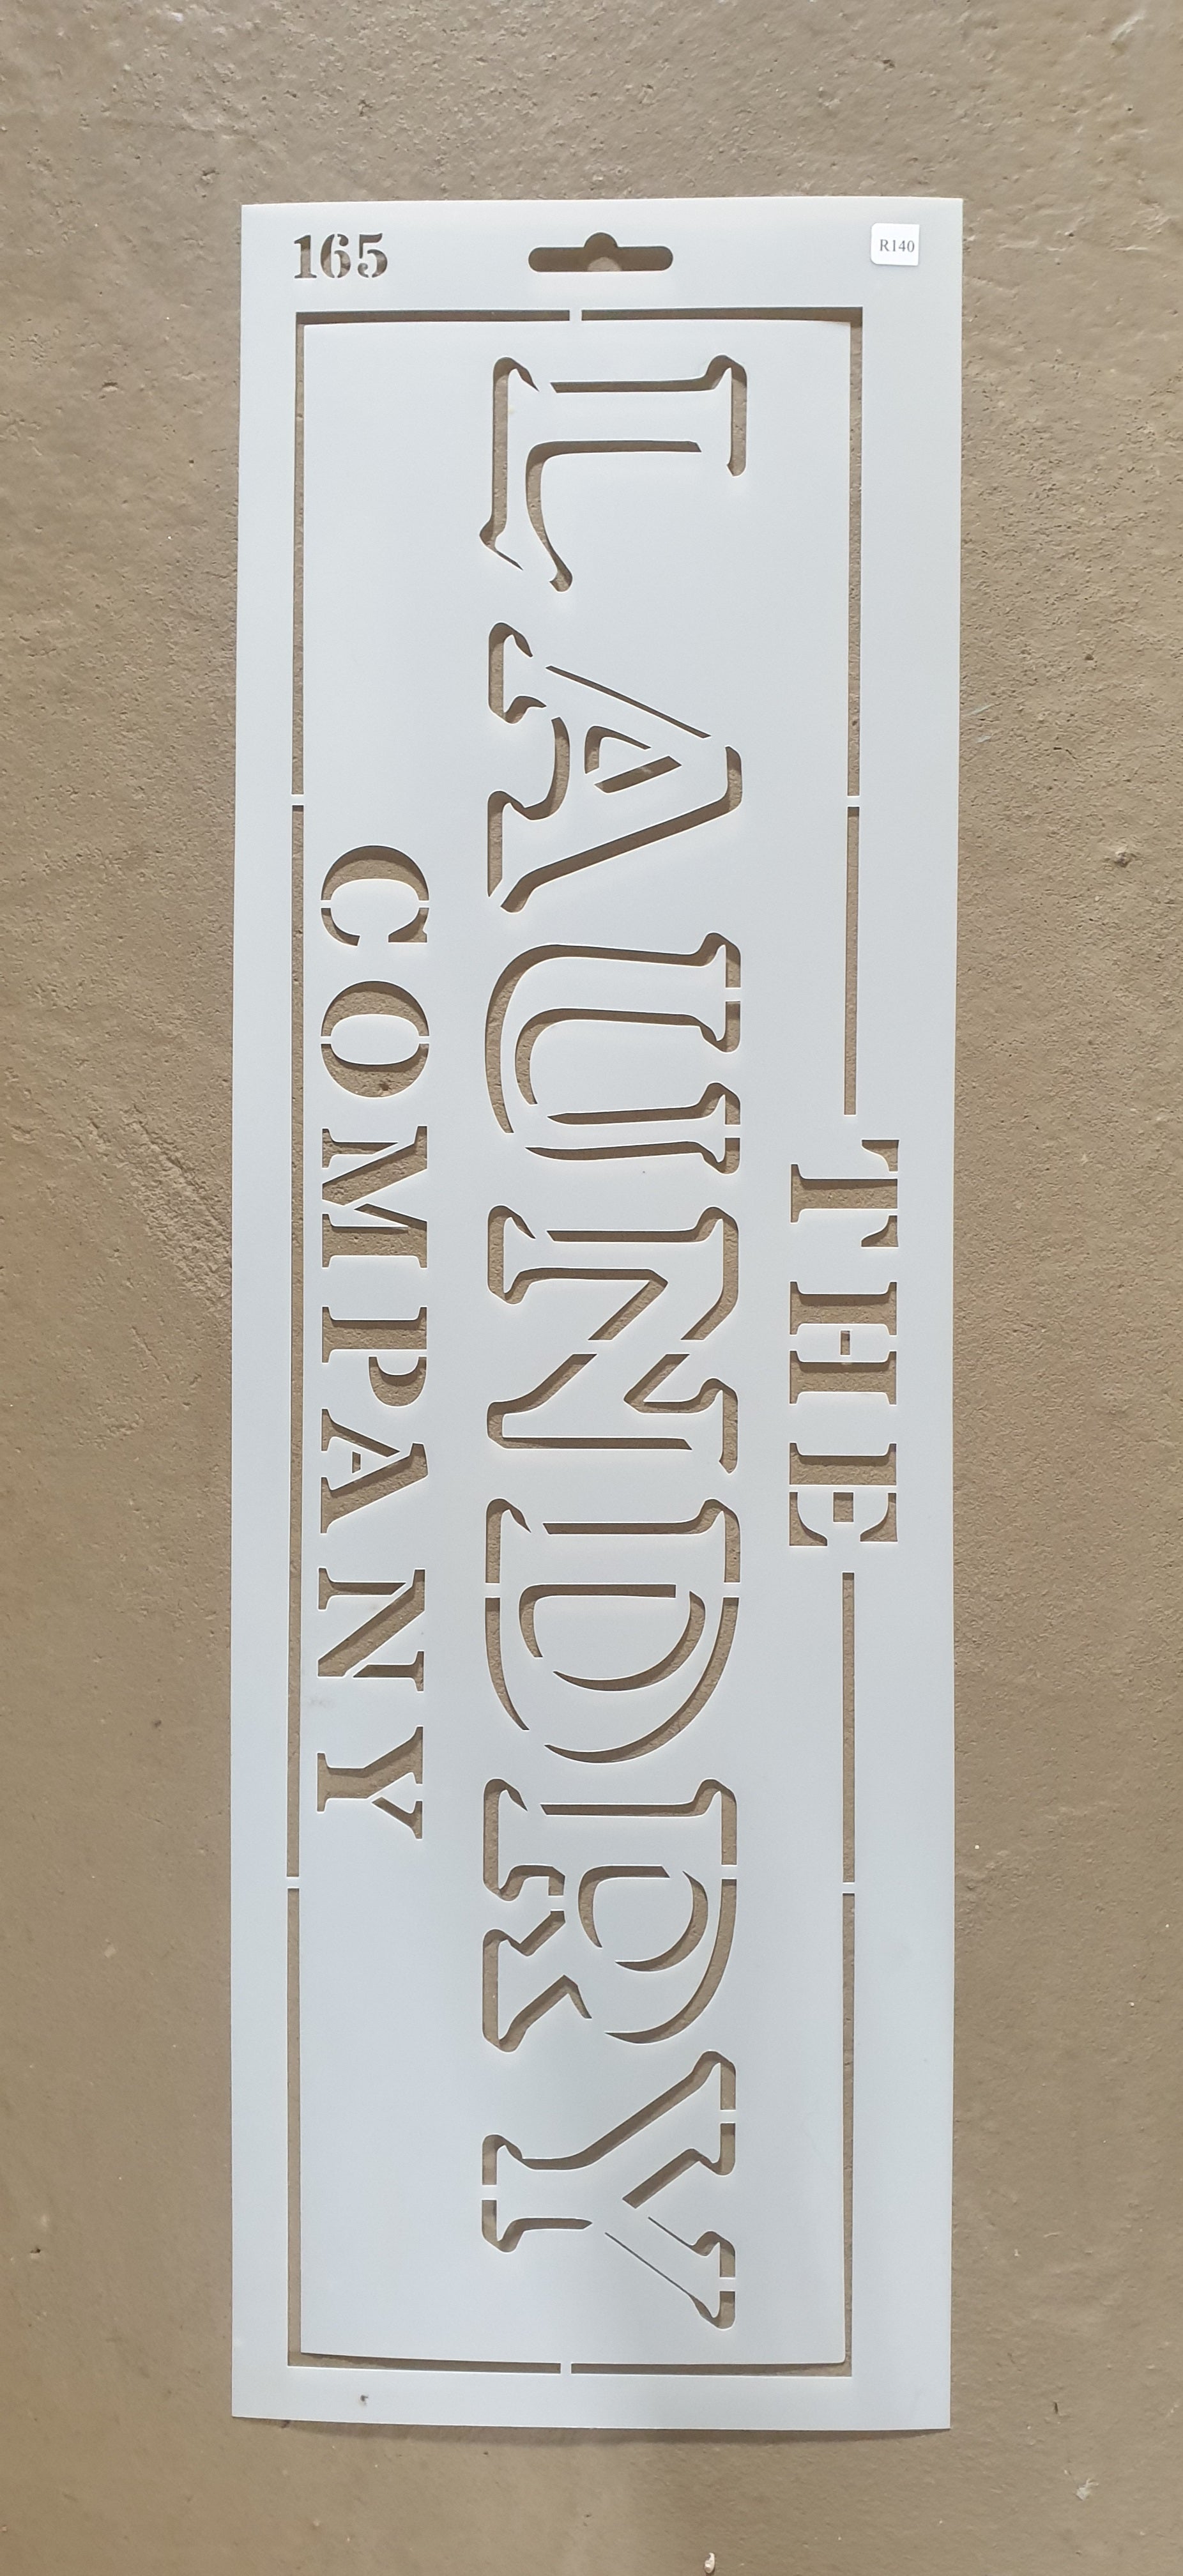 165
R140
THE
LAUNDRY
COMPANY